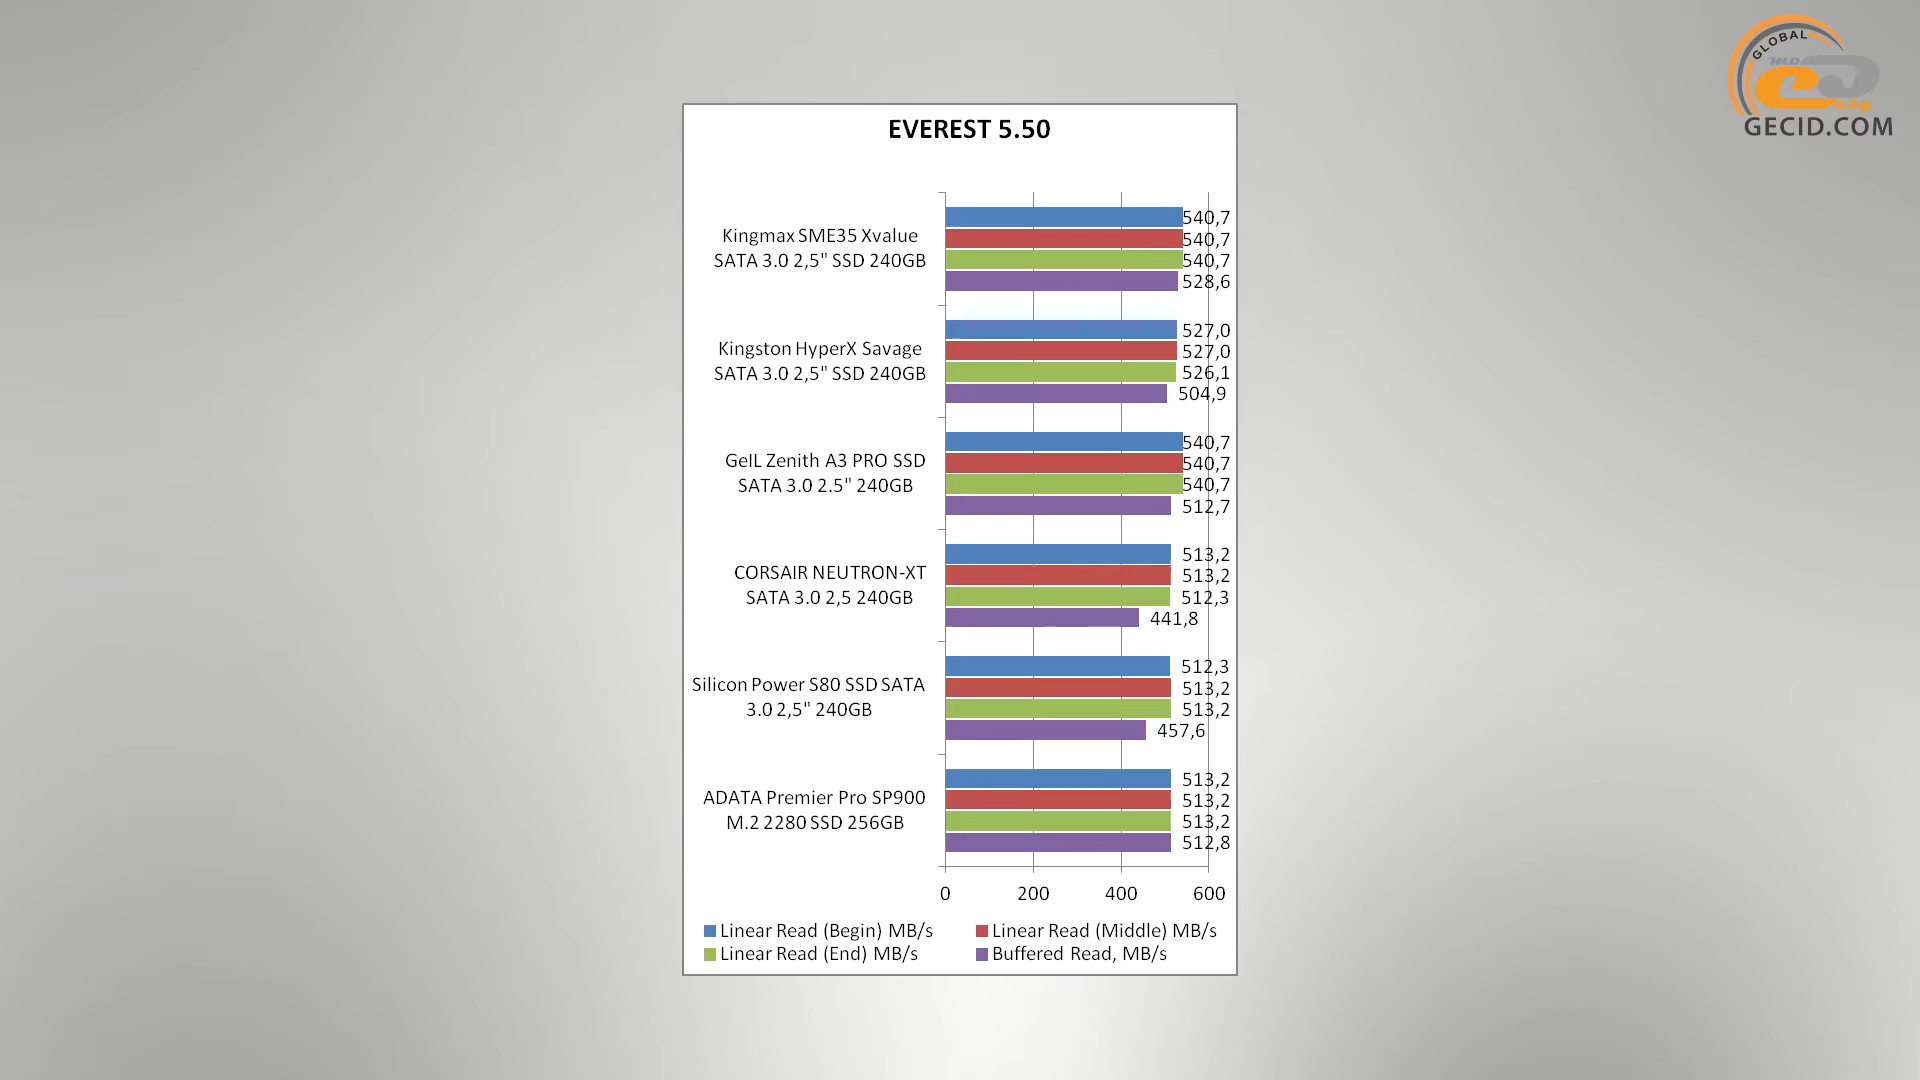 GLOBAL
GECID.COM
EVEREST 5.50
Kingmax SME35 Xvalue
SATA 3.0 2,5" SSD 240GB
540,7
540,7
540,7
528,6
Kingston HyperX Savage
SATA 3.0 2,5" SSD 240GB
527,0
527,0
526,1
504,9
GeIL Zenith A3 PRO SSD
SATA 3.0 2.5" 240GB
540,7
540,7
540,7
512,7
CORSAIR NEUTRON-XT
SATA 3.0 2,5 240GB
513,2
513,2
512,3
441,8
Silicon Power S80 SSD SATA
3.0 2,5" 240GB
512,3
513,2
513,2
457,6
ADATA Premier Pro SP900
M.2 2280 SSD 256GB
513,2
513,2
513,2
512,8
0 200 400 600
Linear Read (Begin) MB/s
Linear Read (Middle) MB/s
Linear Read (End) MB/s
Buffered Read, MB/s